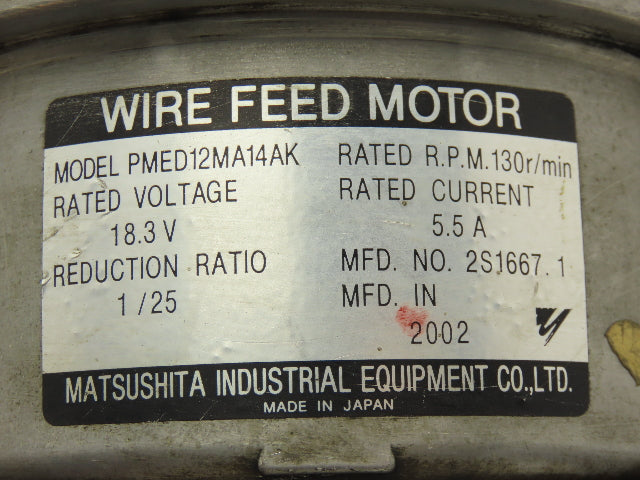 WIRE FEED MOTOR
MODEL PMED12MA14AK RATED R.P.M.130r/min
RATED VOLTAGE RATED CURRENT
18.3 V 5.5 A
REDUCTION RATIO MFD. NO. 2S1667.1
1/25 MFD. IN
2002
MATSUSHITA INDUSTRIAL EQUIPMENT CO.,LTD.
MADE IN JAPAN